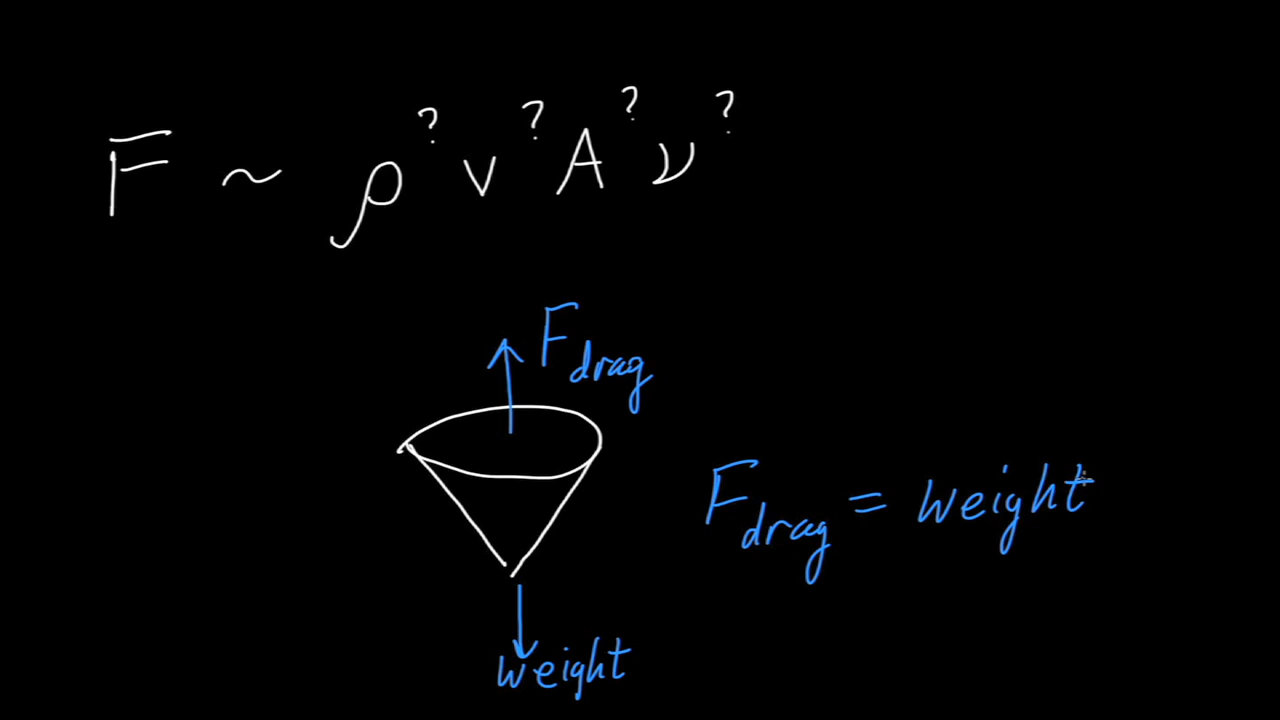 F ~ ρ^? v^? A^? ν^?
F_drag
F_drag = weight
weight